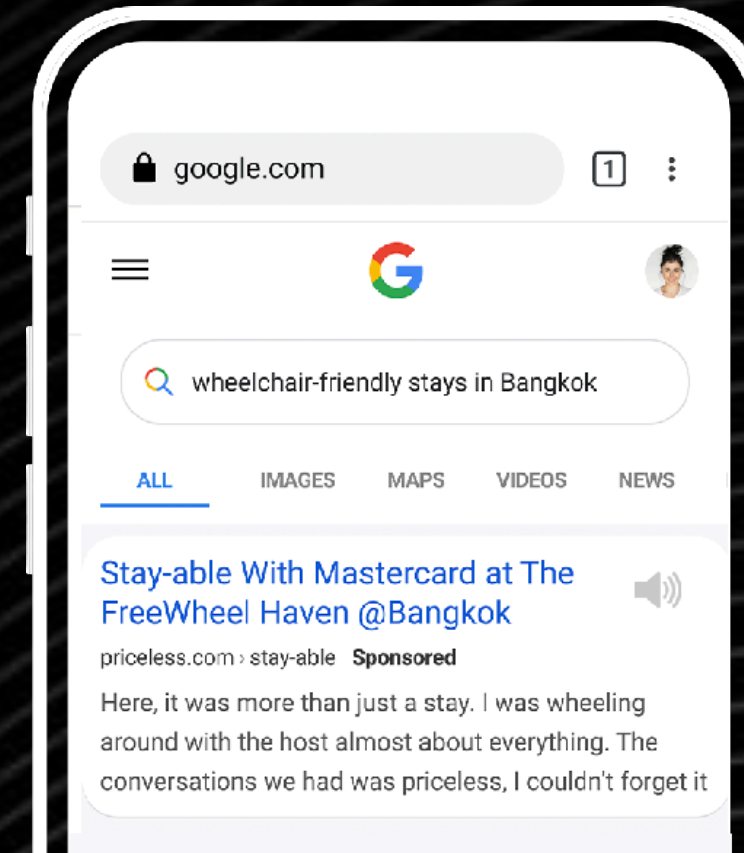 google.com
1
G
wheelchair-friendly stays in Bangkok
ALL IMAGES MAPS VIDEOS NEWS
Stay-able With Mastercard at The
FreeWheel Haven @Bangkok
priceless.com › stay-able Sponsored
Here, it was more than just a stay. I was wheeling
around with the host almost about everything. The
conversations we had was priceless, I couldn't forget it